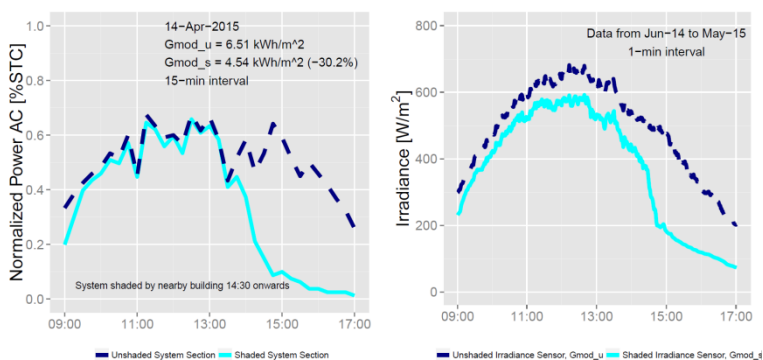 14-Apr-2015
Gmod_u = 6.51 kWh/m^2
Gmod_s = 4.54 kWh/m^2 (−30.2%)
15-min interval
Normalized Power AC [%STC]
1.0
0.8
0.6
0.4
0.2
0.0
System shaded by nearby building 14:30 onwards
09:00 11:00 13:00 15:00 17:00
Unshaded System Section Shaded System Section
Data from Jun-14 to May-15
1-min interval
Irradiance [W/m²]
800
600
400
200
0
09:00 11:00 13:00 15:00 17:00
Unshaded Irradiance Sensor, Gmod_u Shaded Irradiance Sensor, Gmod_s